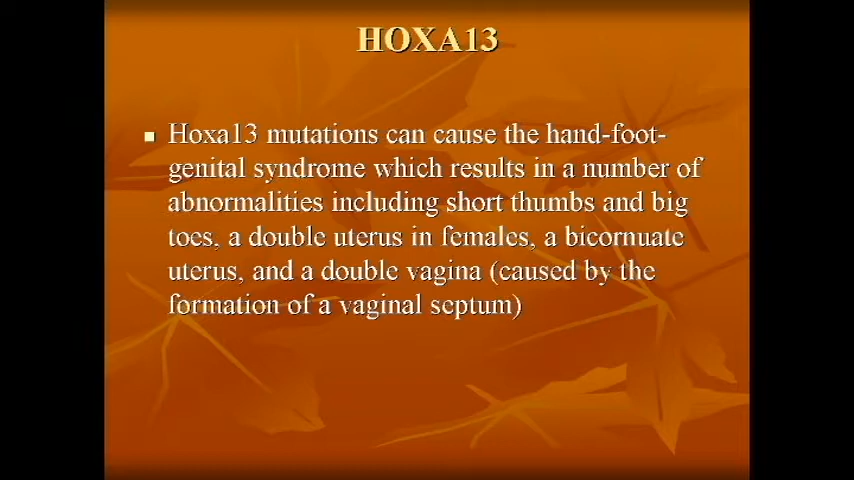 HOXA13
Hoxa13 mutations can cause the hand-foot-
genital syndrome which results in a number of
abnormalities including short thumbs and big
toes, a double uterus in females, a bicornuate
uterus, and a double vagina (caused by the
formation of a vaginal septum)